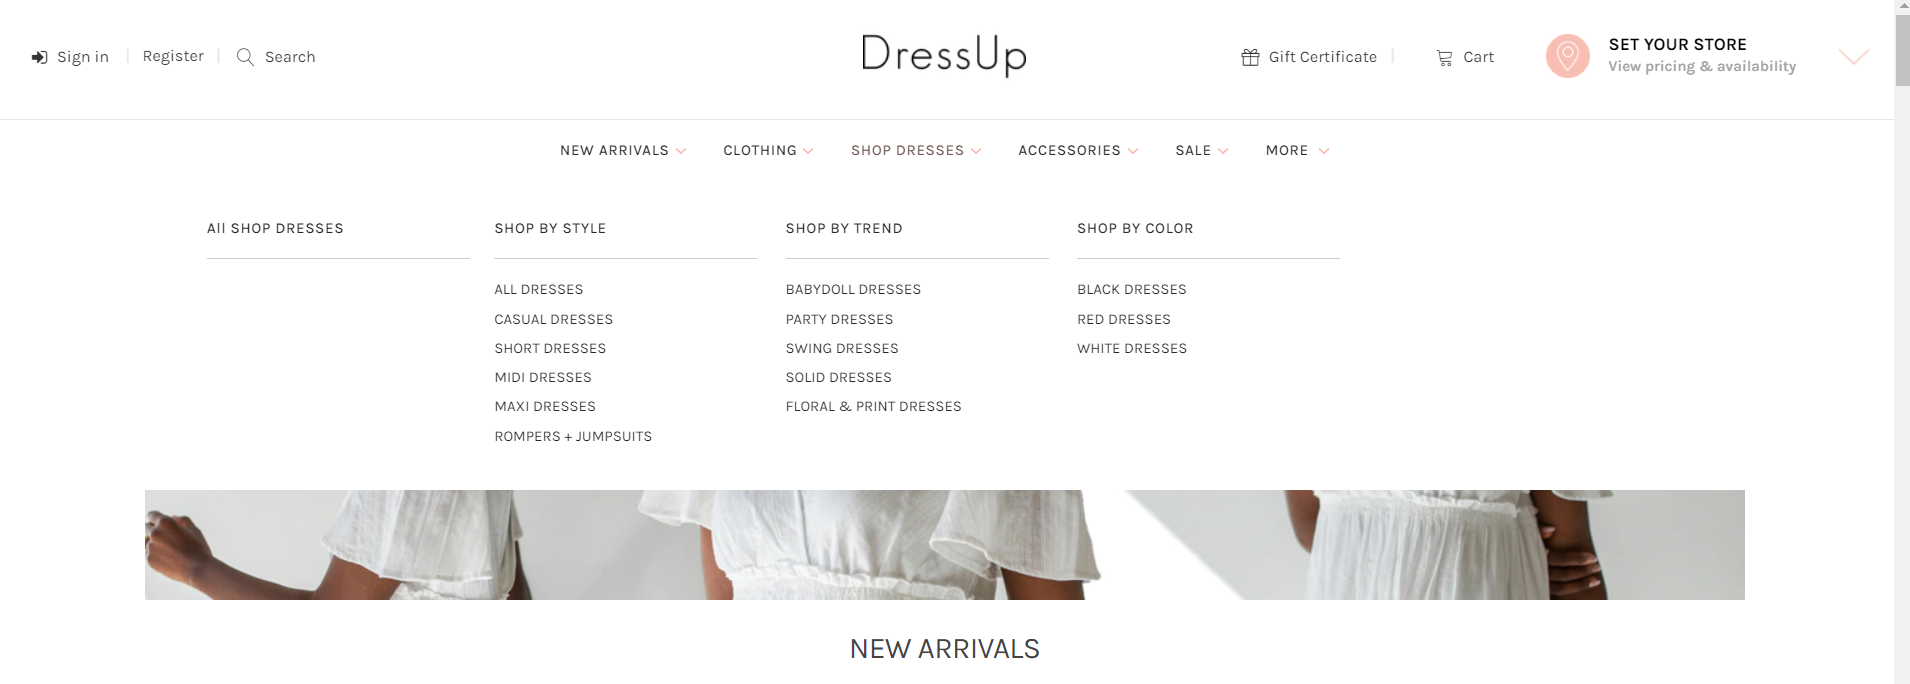 Sign in
Register
Search
DressUp
Gift Certificate
Cart
SET YOUR STORE
View pricing & availability
NEW ARRIVALS
CLOTHING
SHOP DRESSES
ACCESSORIES
SALE
MORE
All SHOP DRESSES
SHOP BY STYLE
ALL DRESSES
CASUAL DRESSES
SHORT DRESSES
MIDI DRESSES
MAXI DRESSES
ROMPERS + JUMPSUITS
SHOP BY TREND
BABYDOLL DRESSES
PARTY DRESSES
SWING DRESSES
SOLID DRESSES
FLORAL & PRINT DRESSES
SHOP BY COLOR
BLACK DRESSES
RED DRESSES
WHITE DRESSES
NEW ARRIVALS